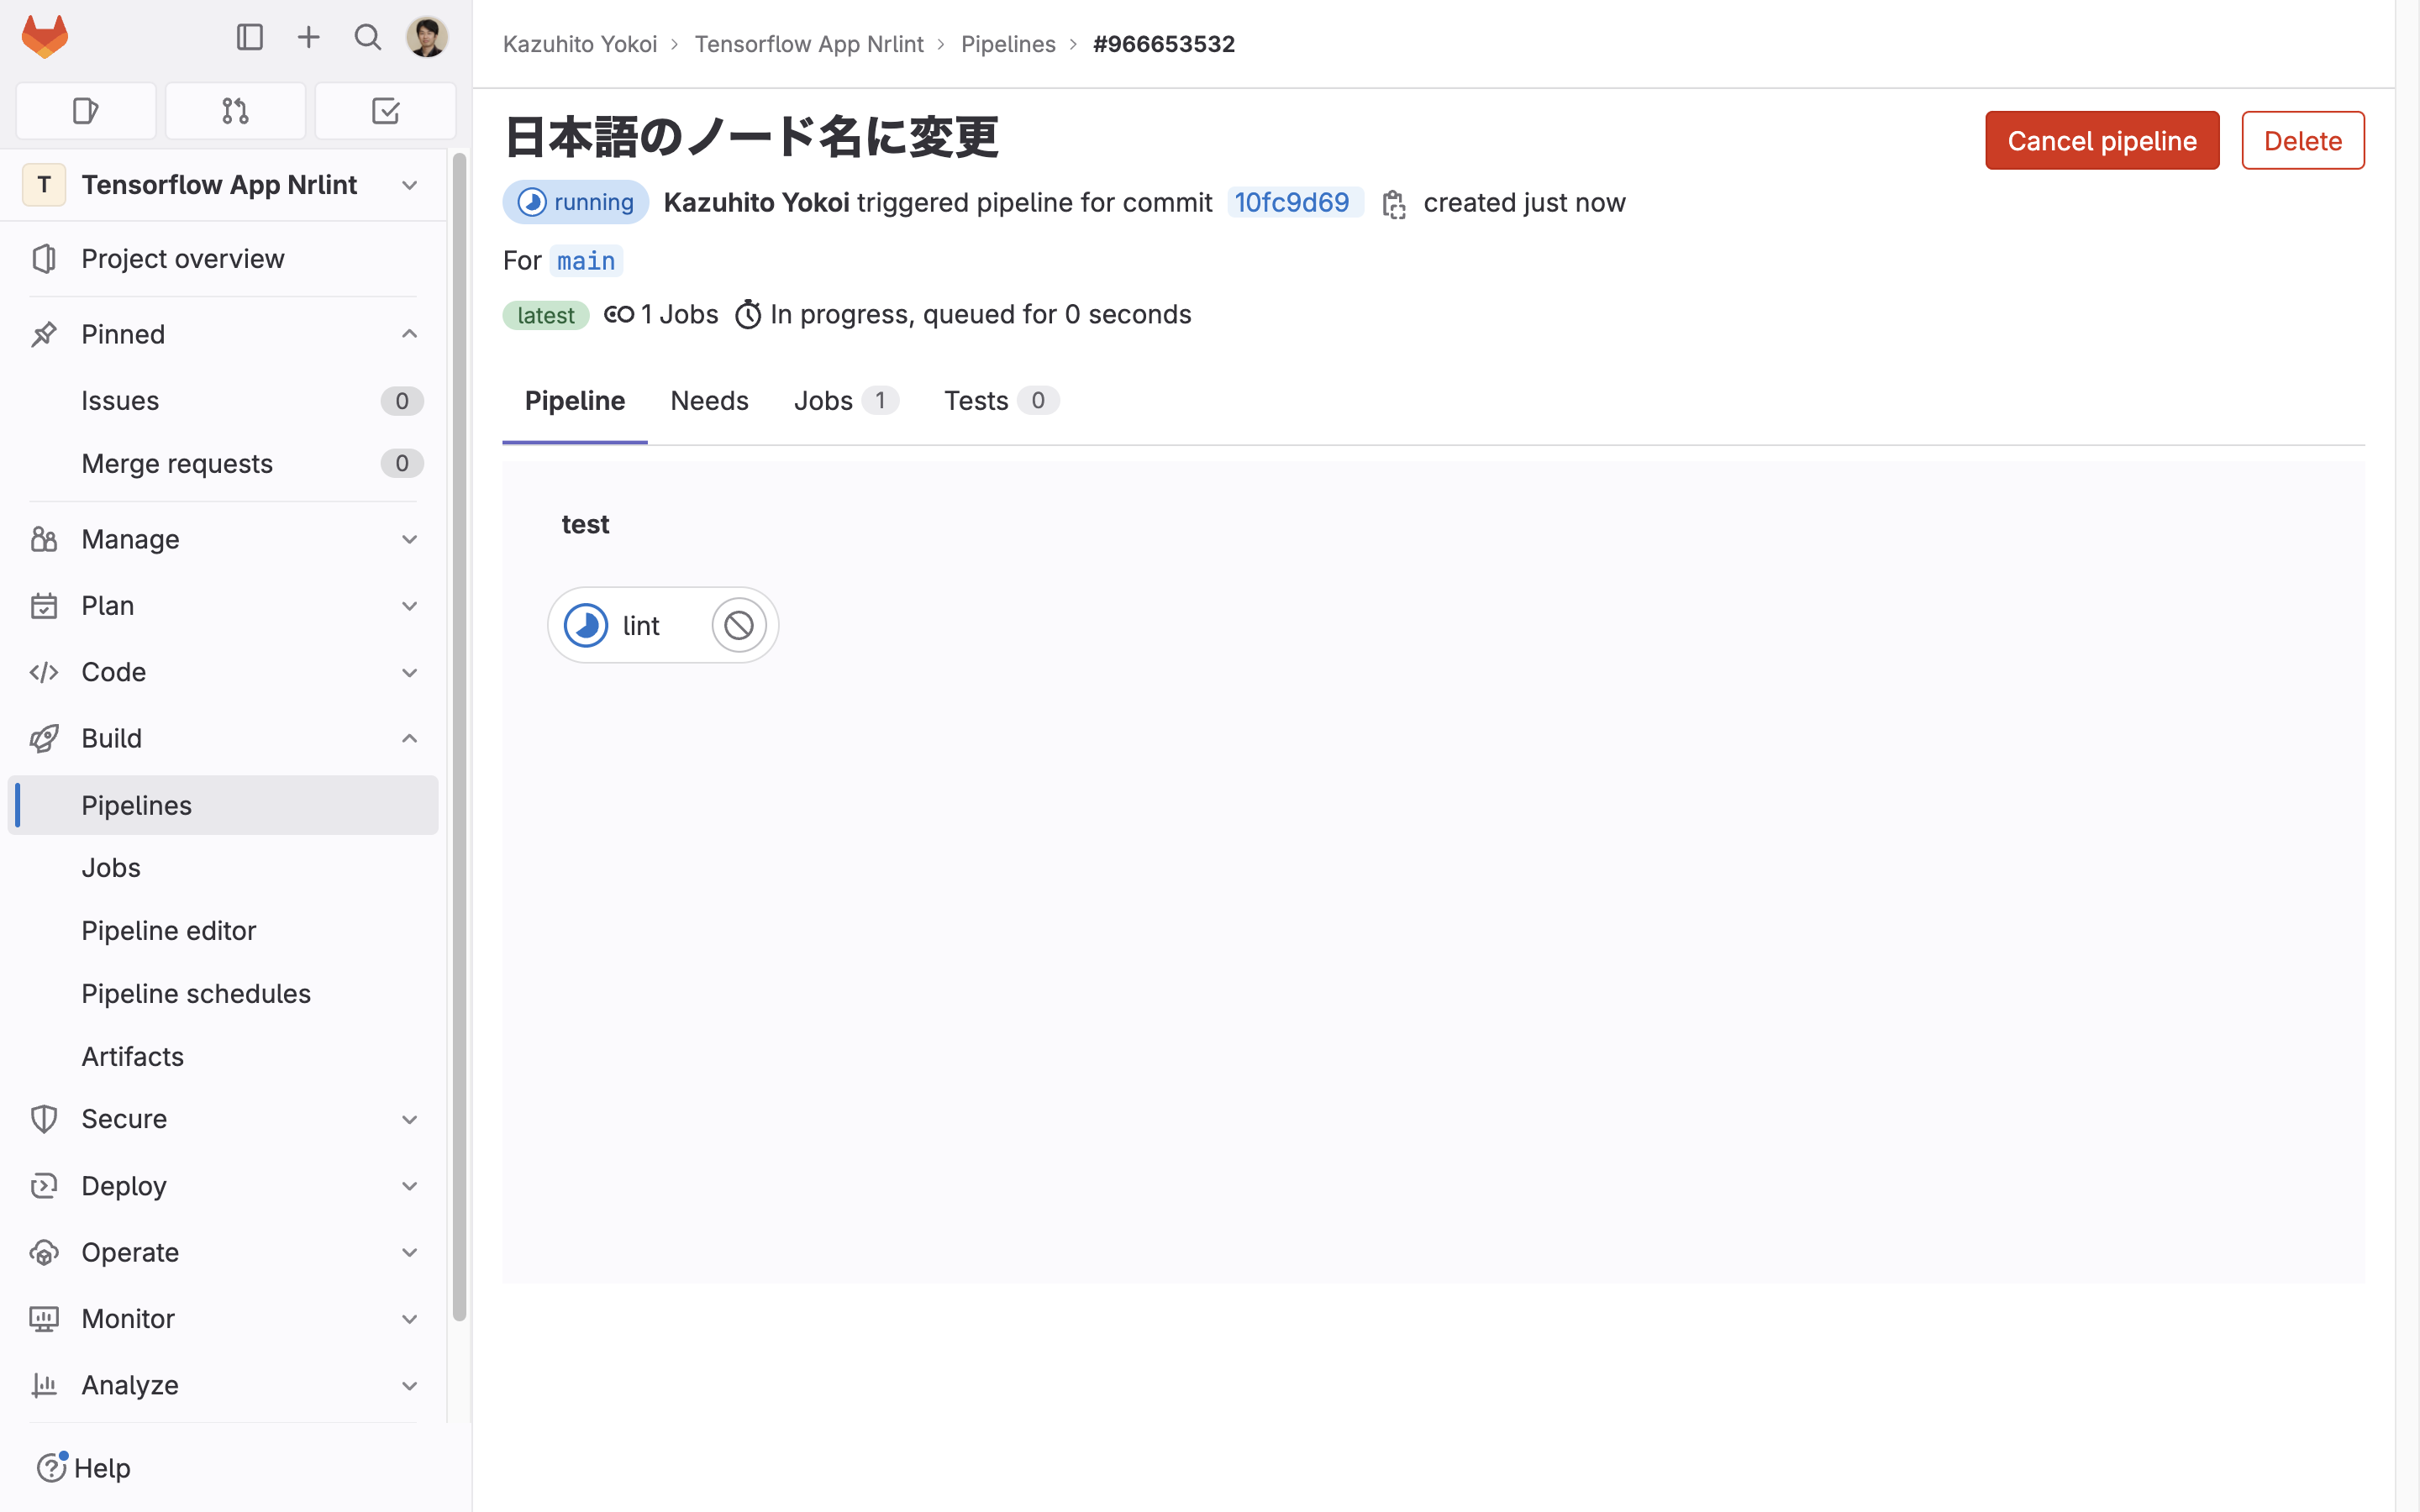 Kazuhito Yokoi › Tensorflow App Nrlint › Pipelines › #966653532
T Tensorflow App Nrlint
Project overview
Pinned
Issues 0
Merge requests 0
Manage
Plan
Code
Build
Pipelines
Jobs
Pipeline editor
Pipeline schedules
Artifacts
Secure
Deploy
Operate
Monitor
Analyze
Help
日本語のノード名に変更
Cancel pipeline Delete
running Kazuhito Yokoi triggered pipeline for commit 10fc9d69 created just now
For main
latest 1 Jobs In progress, queued for 0 seconds
Pipeline Needs Jobs 1 Tests 0
test
lint